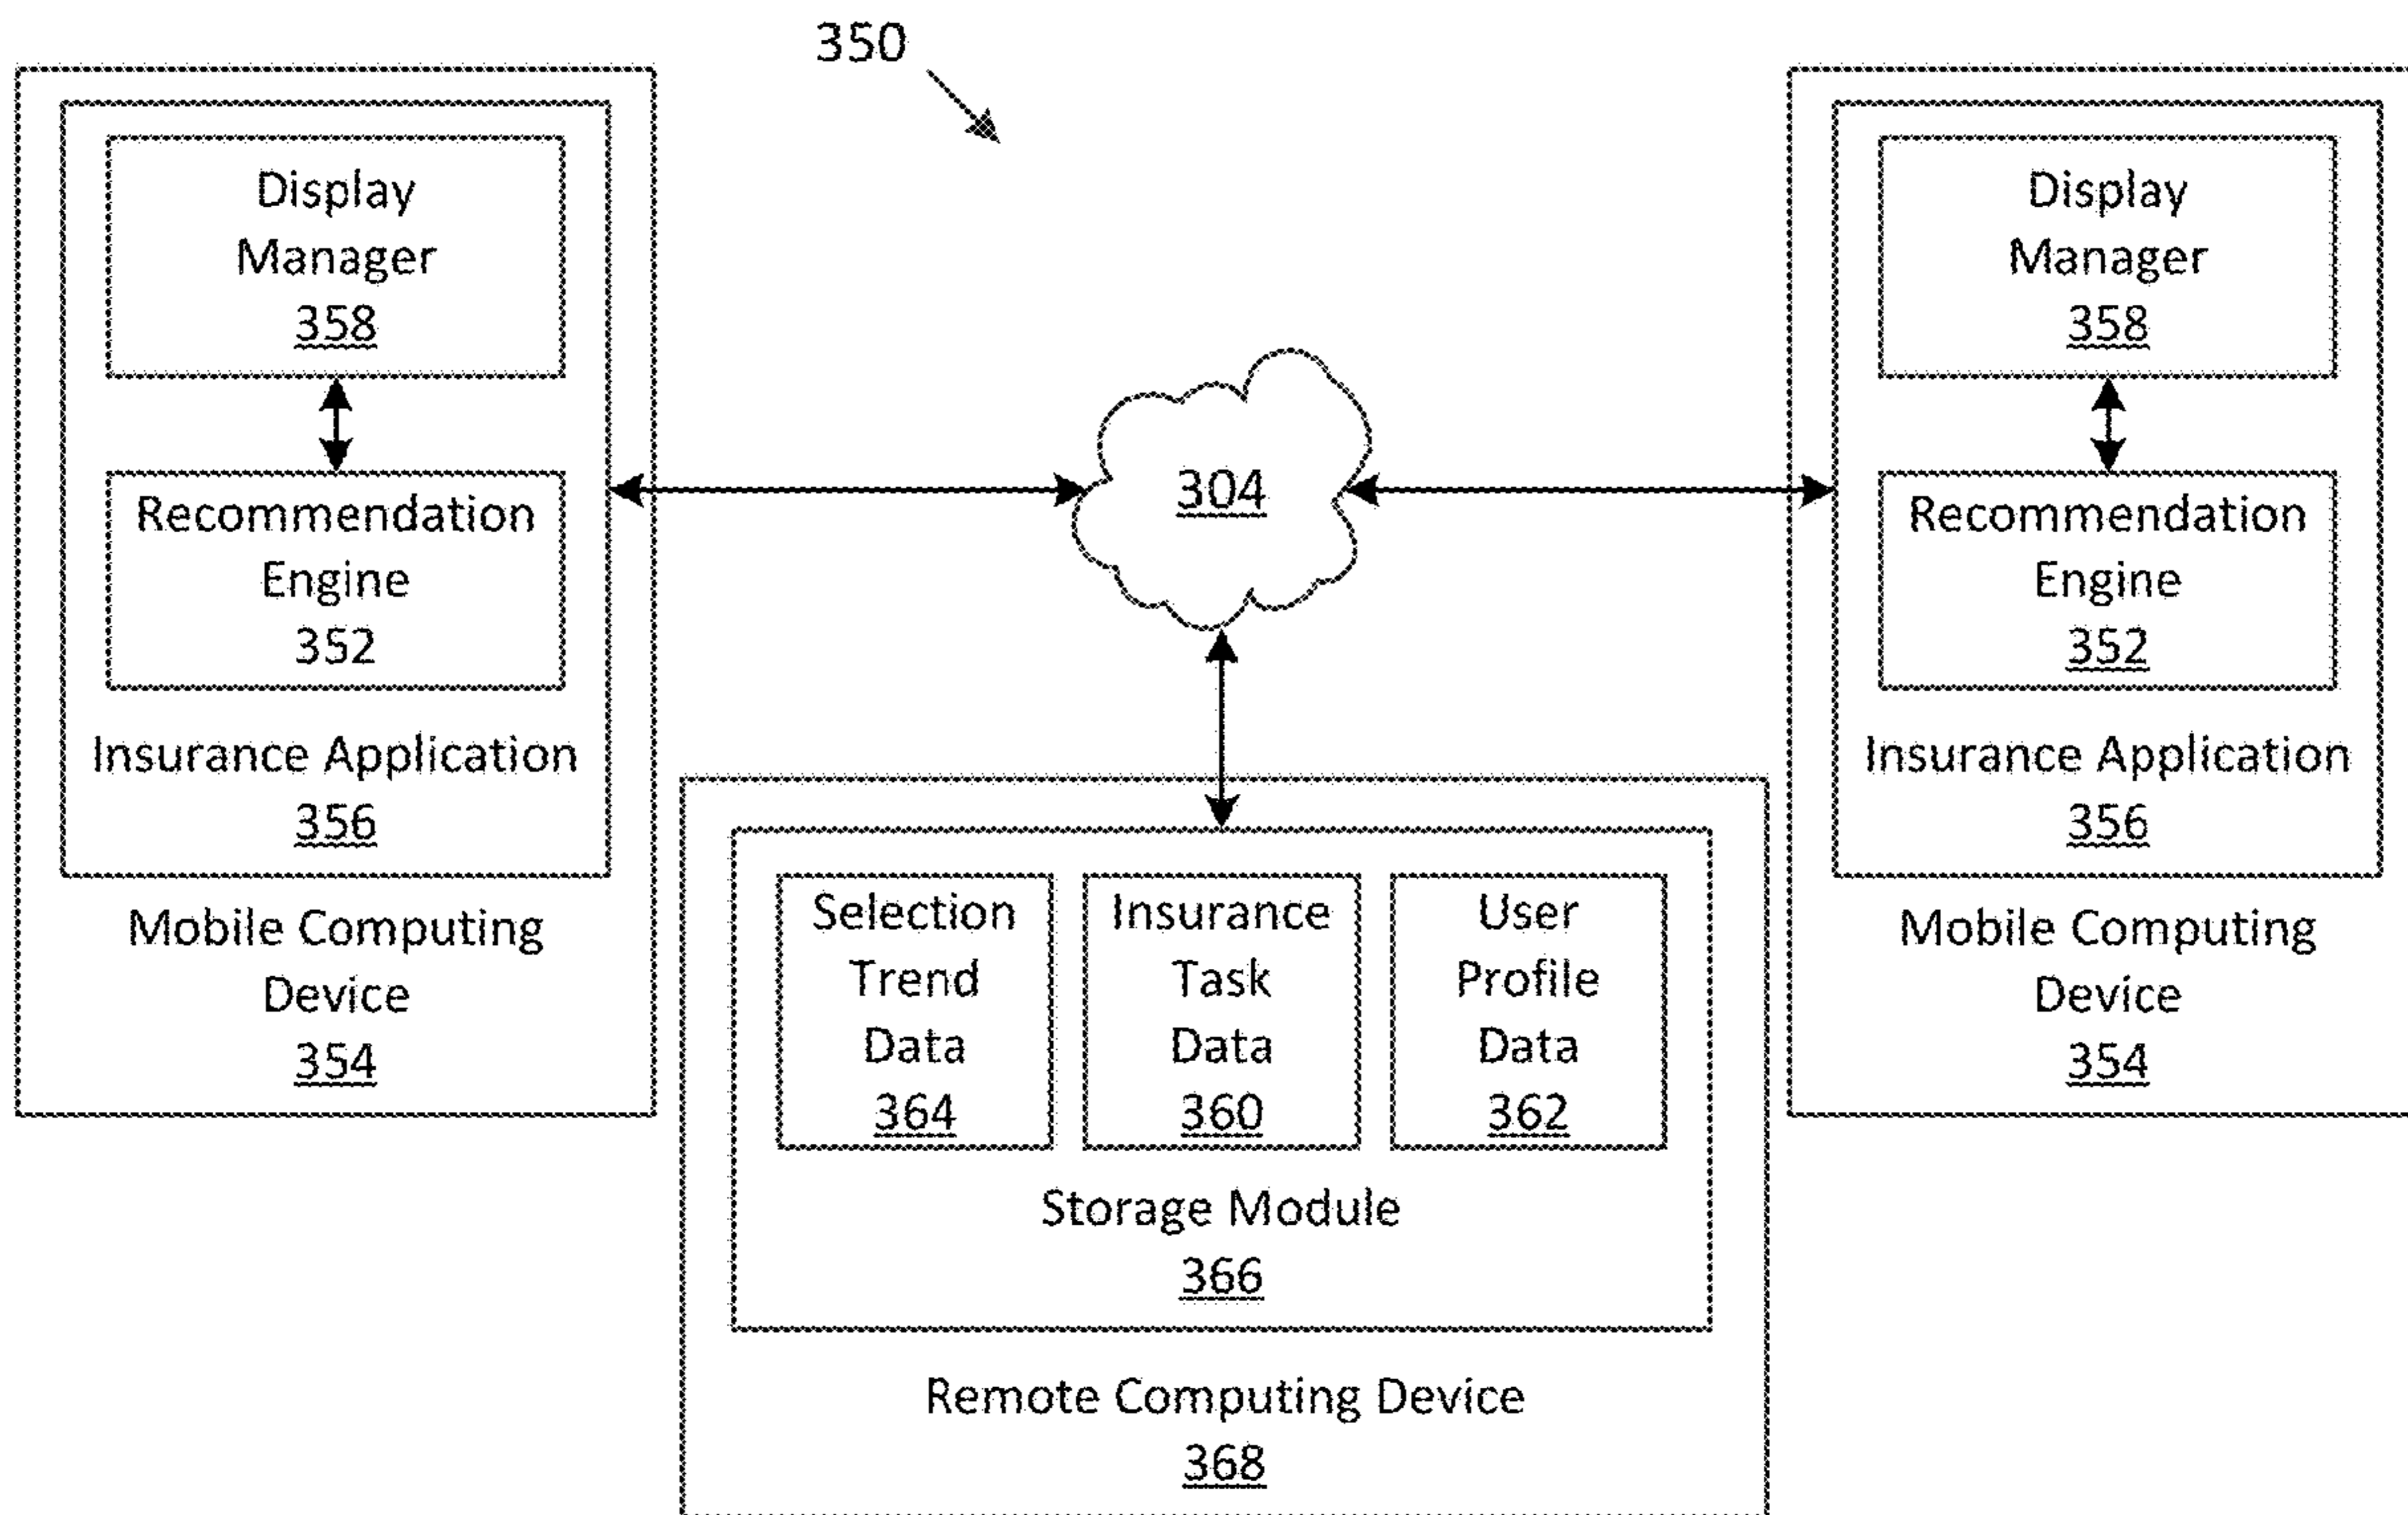 350
Display
Manager
358
Recommendation
Engine
352
Insurance Application
356
Mobile Computing
Device
354
304
Display
Manager
358
Recommendation
Engine
352
Insurance Application
356
Mobile Computing
Device
354
Selection
Trend
Data
364
Insurance
Task
Data
360
User
Profile
Data
362
Storage Module
366
Remote Computing Device
368